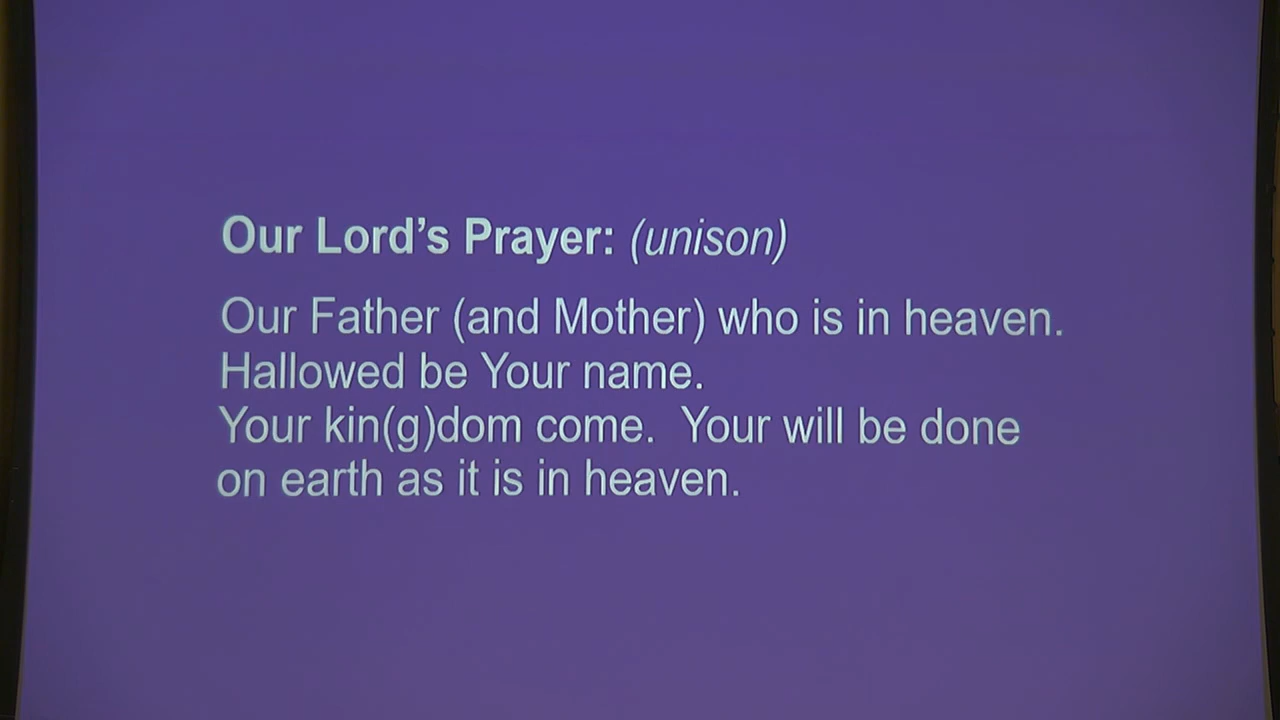 Our Lord's Prayer: (unison)
Our Father (and Mother) who is in heaven.
Hallowed be Your name.
Your kin(g)dom come.  Your will be done
on earth as it is in heaven.